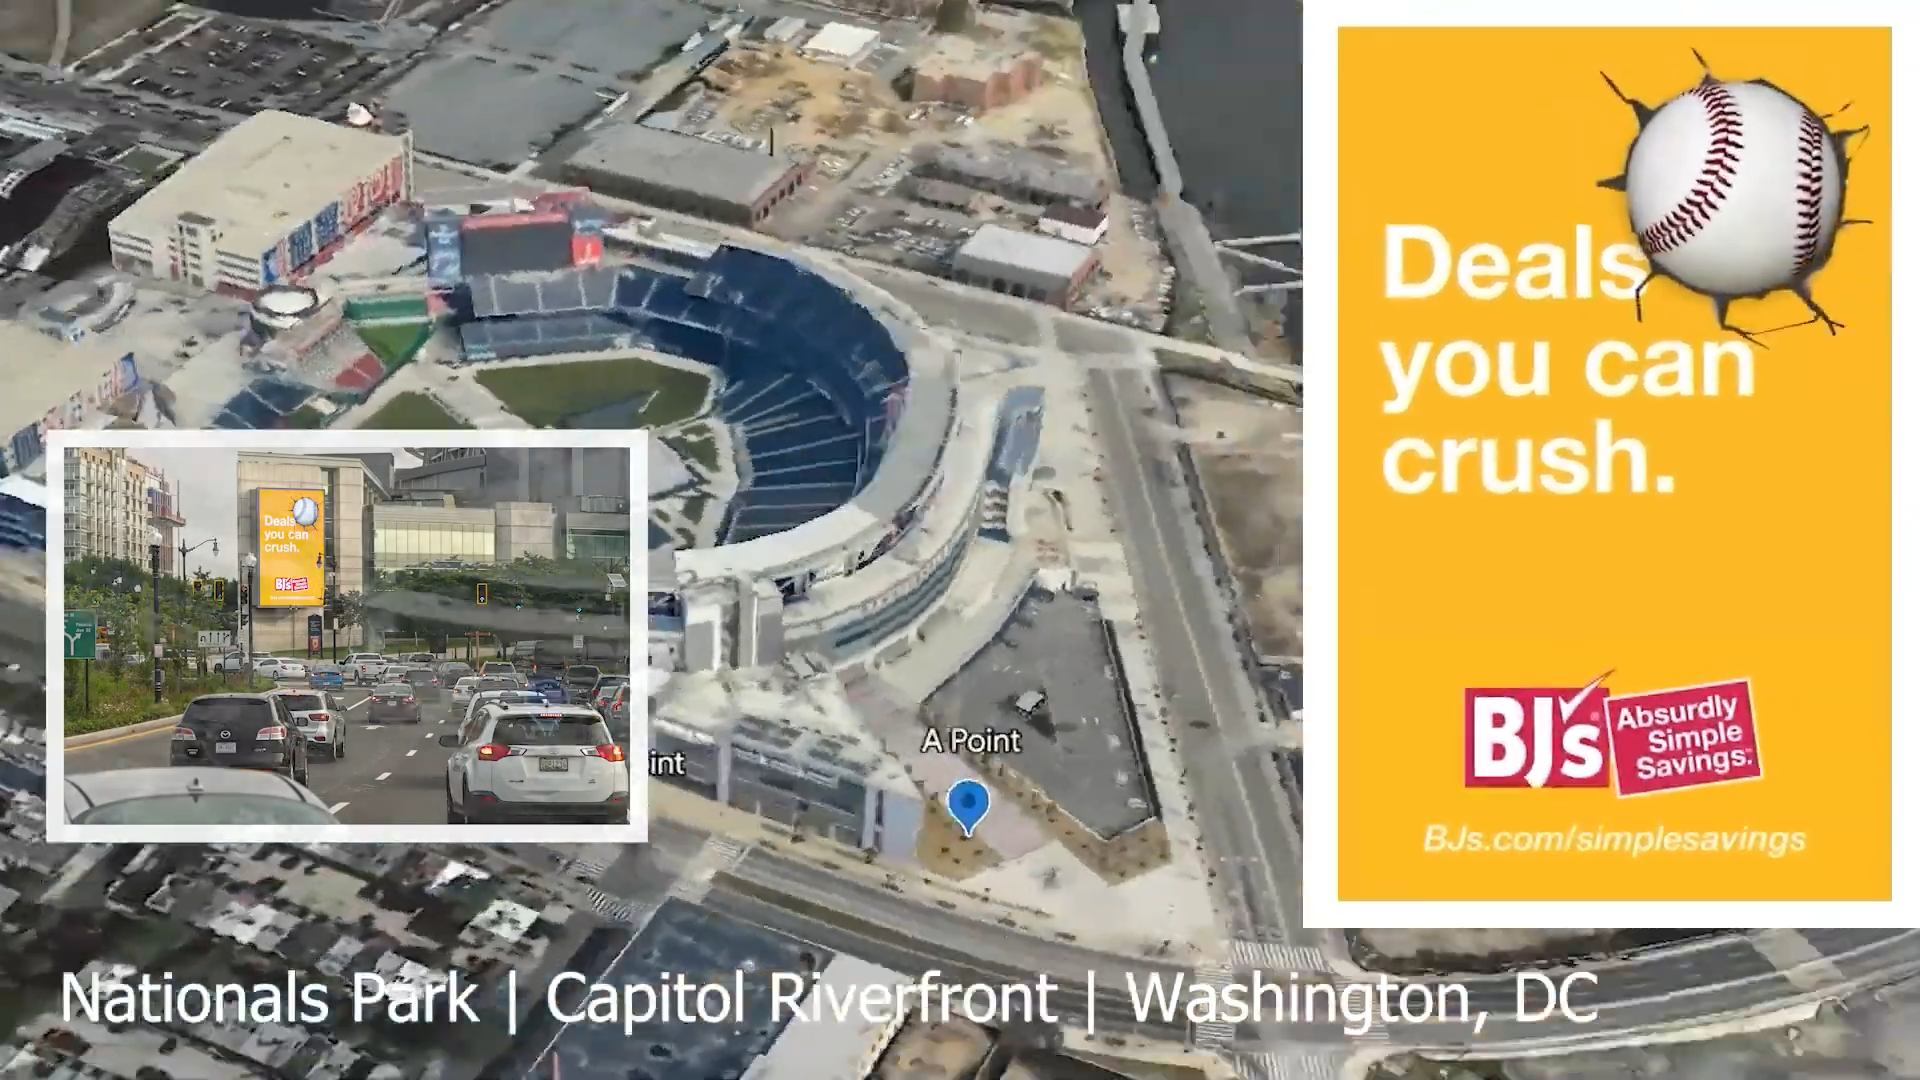 Deals
you can
crush.
BJ's
Absurdly
Simple
Savings.
BJs.com/simplesavings
Deals
you can
crush.
BJ's
A Point
int
Nationals Park | Capitol Riverfront | Washington, DC